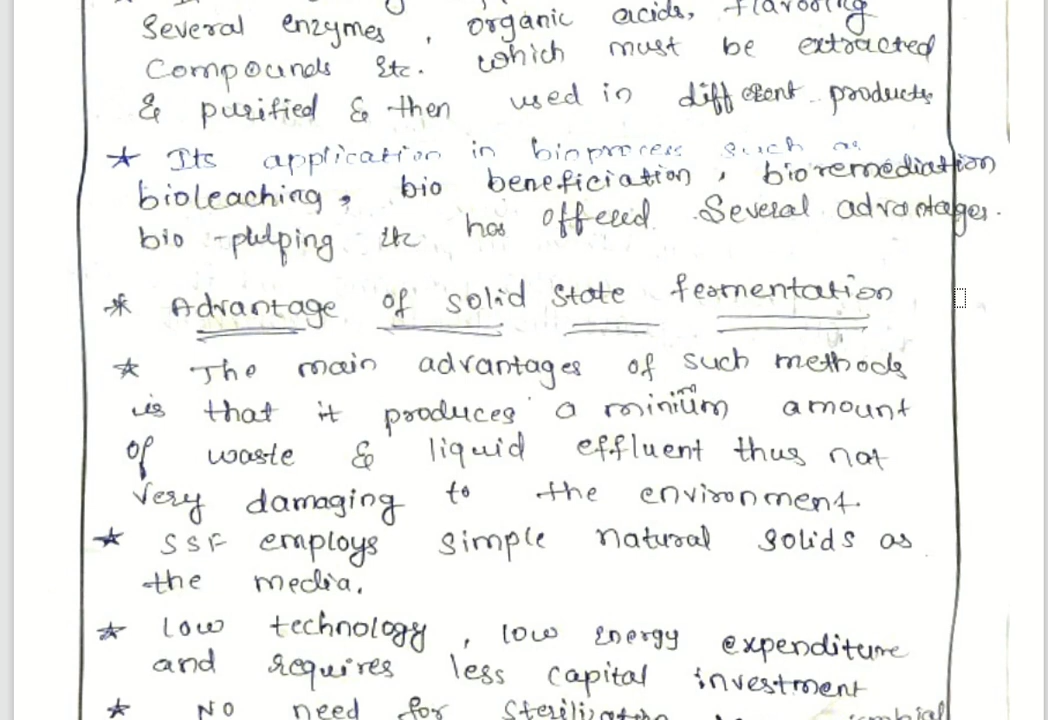 Several enzymes, organic acids, flavoring
Compounds Etc. which must be extracted
& purified & then used in different products
★ Its application in bioprocess such as
bioleaching, bio beneficiation, bioremediation
bio-pulping etc has offered Several advantages.
* Advantage of solid state fermentation
★ The main advantages of such methods
is that it produces a minimum amount
of waste & liquid effluent thus not
very damaging to the environment.
★ SSF employs simple natural solids as
the media.
★ Low technology, low energy expenditure
and requires less capital investment
★ No need for Sterilization